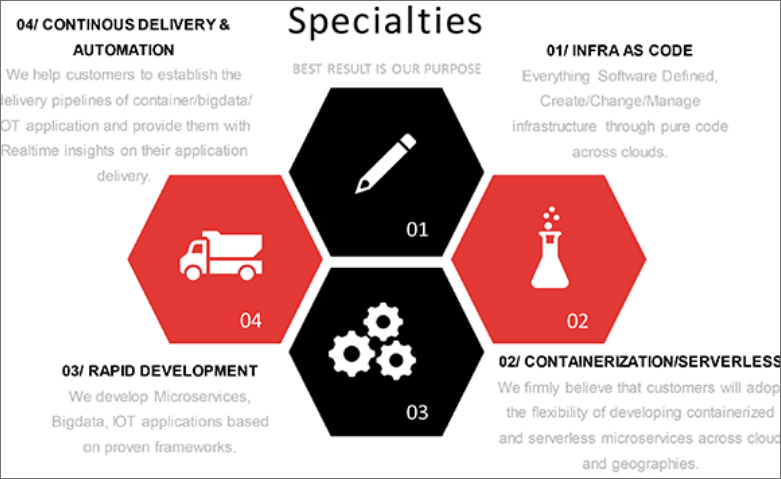 Specialties
BEST RESULT IS OUR PURPOSE
04/ CONTINOUS DELIVERY &
AUTOMATION
We help customers to establish the
delivery pipelines of container/bigdata/
OT application and provide them with
Realtime insights on their application
delivery.
01/ INFRA AS CODE
Everything Software Defined,
Create/Change/Manage
infrastructure through pure code
across clouds.
01
04
02
03
03/ RAPID DEVELOPMENT
We develop Microservices,
Bigdata, IOT applications based
on proven frameworks.
02/ CONTAINERIZATION/SERVERLESS
We firmly believe that customers will adop
the flexibility of developing containerized
and serverless microservices across cloud
and geographies.